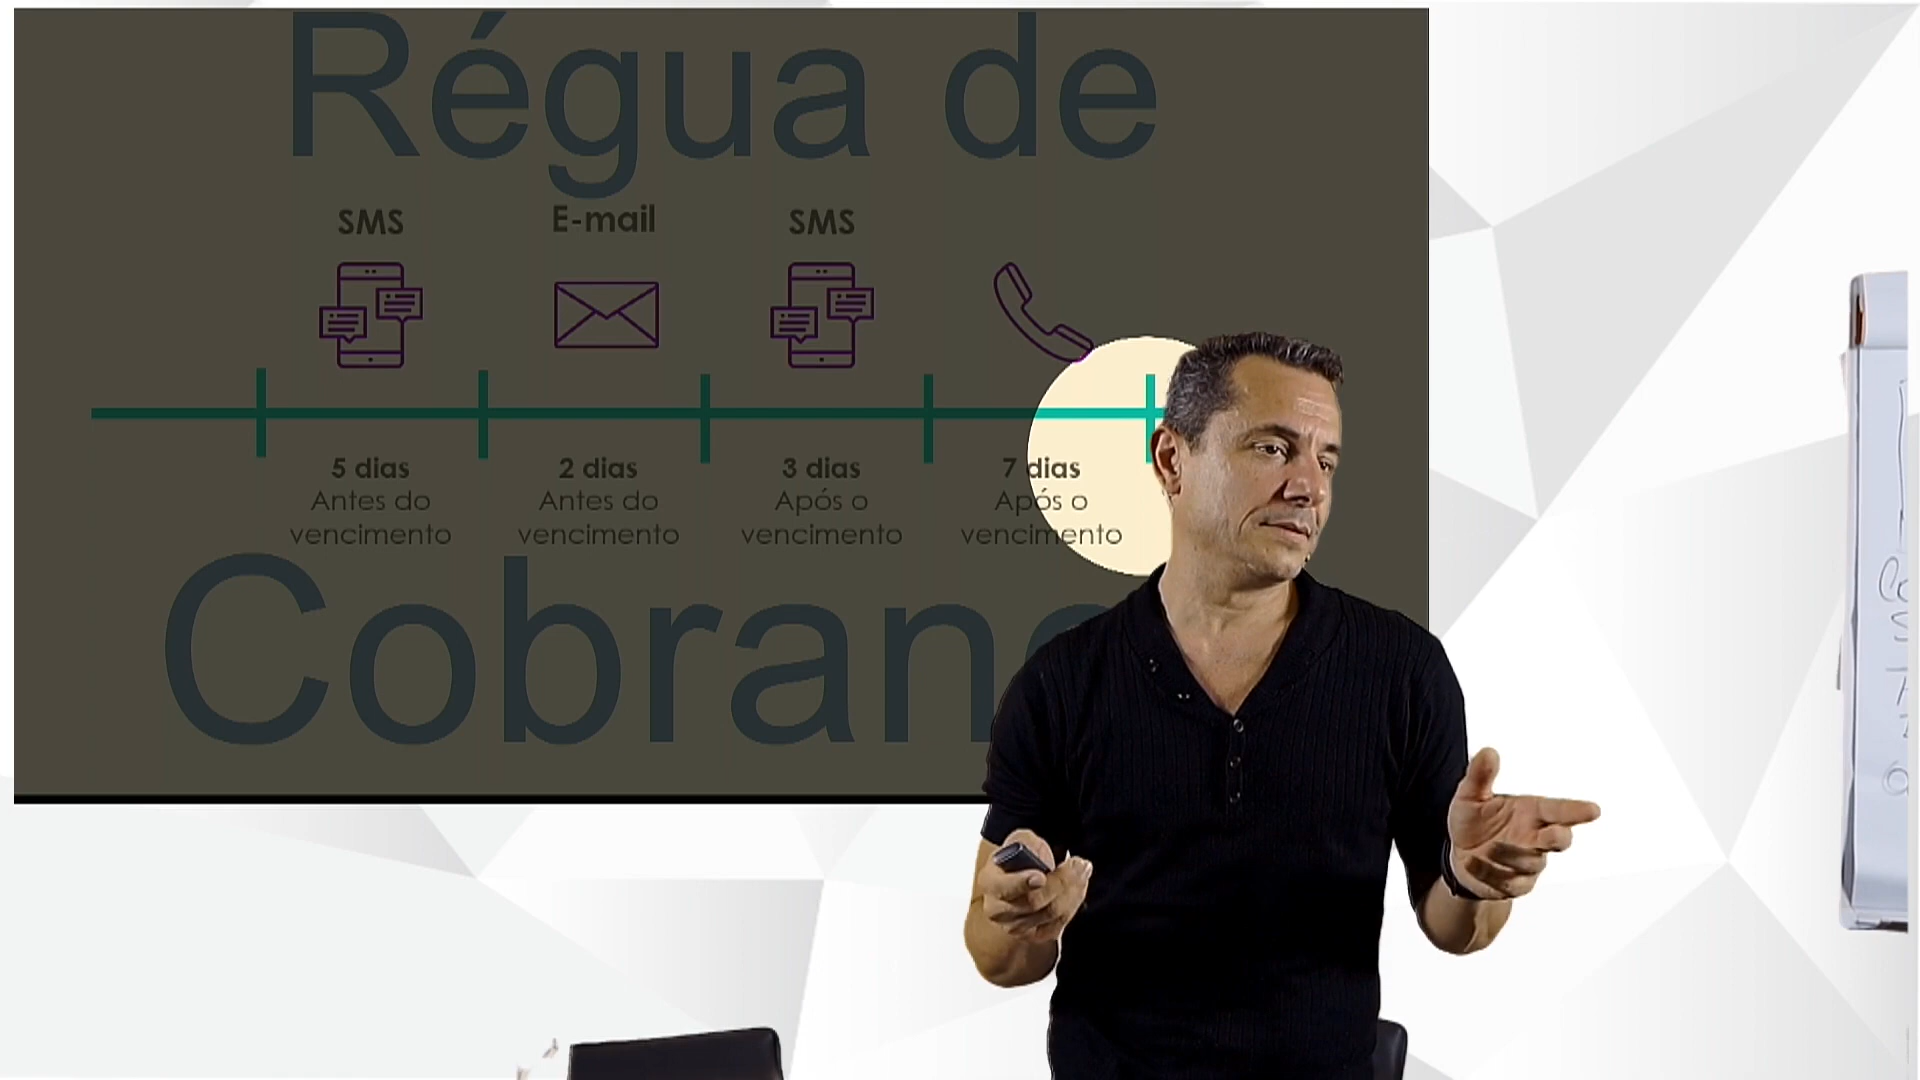 Régua de
SMS
E-mail
SMS
5 dias
Antes do
vencimento
2 dias
Antes do
vencimento
3 dias
Após o
vencimento
7 dias
Após o
vencimento